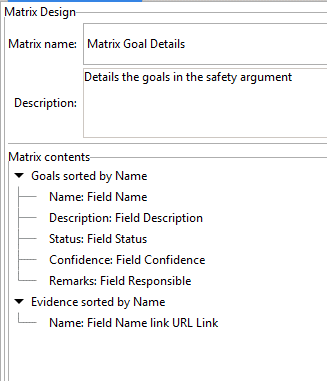 Matrix Design
Matrix name: Matrix Goal Details
Details the goals in the safety argument
Description:
Matrix contents
Goals sorted by Name
Name: Field Name
Description: Field Description
Status: Field Status
Confidence: Field Confidence
Remarks: Field Responsible
Evidence sorted by Name
Name: Field Name link URL Link